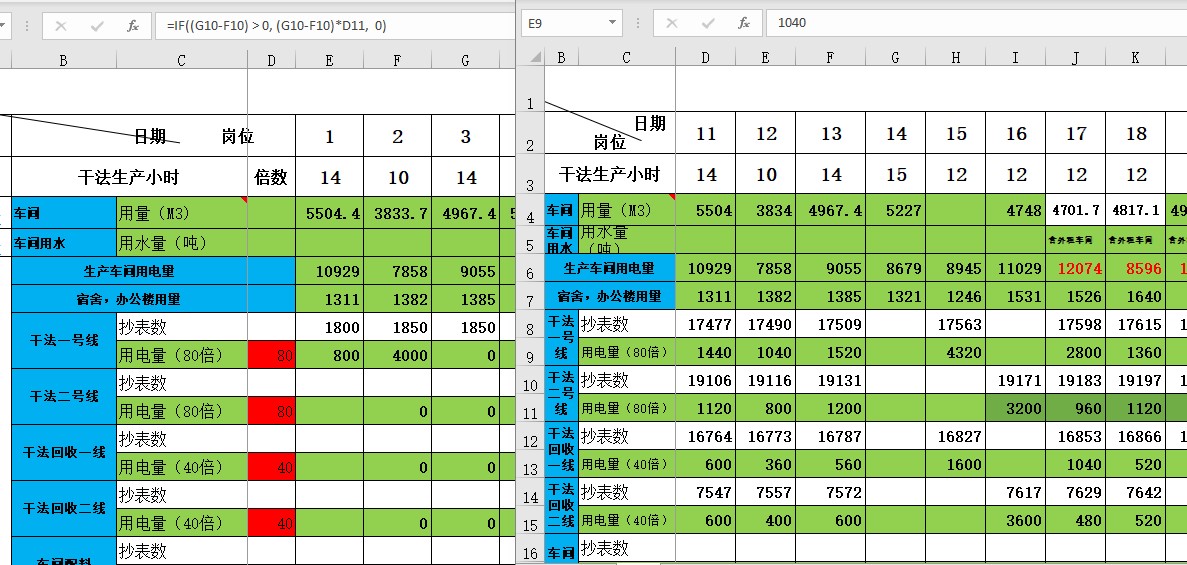 =IF((G10-F10) > 0, (G10-F10)*D11, 0)
B C D E F G
日期 岗位 1 2 3
干法生产小时 倍数 14 10 14
车间 用量（M3） 5504.4 3833.7 4967.4
车间用水 用水量（吨）
生产车间用电量 10929 7858 9055
宿舍，办公楼用量 1311 1382 1385
干法一号线 抄表数 1800 1850 1850
用电量（80倍） 80 800 4000 0
干法二号线 抄表数
用电量（80倍） 80 0 0
干法回收一线 抄表数
用电量（40倍） 40 0 0
干法回收二线 抄表数
用电量（40倍） 40 0 0
车间配料 抄表数
E9 1040
B C D E F G H I J K
1
2 日期 岗位 11 12 13 14 15 16 17 18
3 干法生产小时 14 10 14 15 12 12 12 12
4 车间 用量（M3） 5504 3834 4967.4 5227 4748 4701.7 4817.1 49
5 车间用水 用水量（吨） 含外租车间 含外租车间 含外
6 生产车间用电量 10929 7858 9055 8679 8945 11029 12074 8596 1
7 宿舍，办公楼用量 1311 1382 1385 1321 1246 1531 1526 1640
8 干法一号线 抄表数 17477 17490 17509 17563 17598 17615 1
9 用电量（80倍） 1440 1040 1520 4320 2800 1360
10 干法二号线 抄表数 19106 19116 19131 19171 19183 19197 1
11 用电量（80倍） 1120 800 1200 3200 960 1120
12 干法回收一线 抄表数 16764 16773 16787 16827 16853 16866 1
13 用电量（40倍） 600 360 560 1600 1040 520
14 干法回收二线 抄表数 7547 7557 7572 7617 7629 7642
15 用电量（40倍） 600 400 600 3600 480 520
16 车间 抄表数